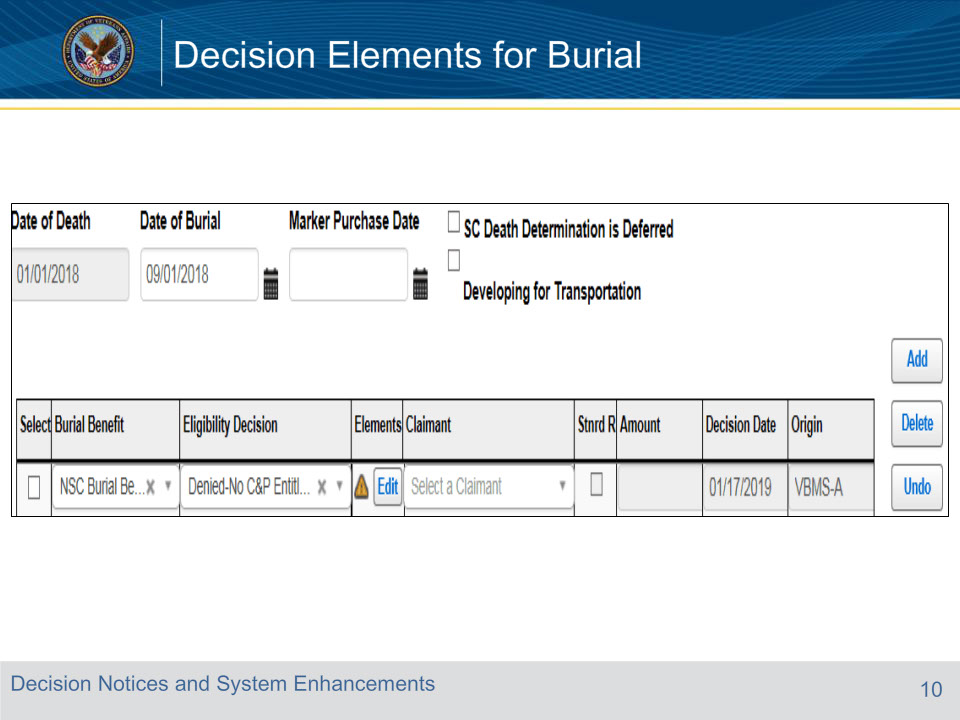 Decision Elements for Burial
Date of Death Date of Burial Marker Purchase Date SC Death Determination is Deferred
01/01/2018 09/01/2018
Developing for Transportation
Add
Select Burial Benefit Eligibility Decision Elements Claimant Stnrd R Amount Decision Date Origin Delete
NSC Burial Be... Denied-No C&P Entitl... Edit Select a Claimant 01/17/2019 VBMS-A Undo
Decision Notices and System Enhancements 10